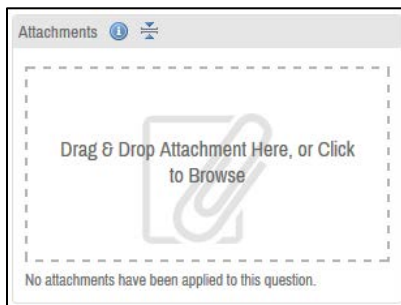 Attachments
Drag & Drop Attachment Here, or Click
to Browse
No attachments have been applied to this question.